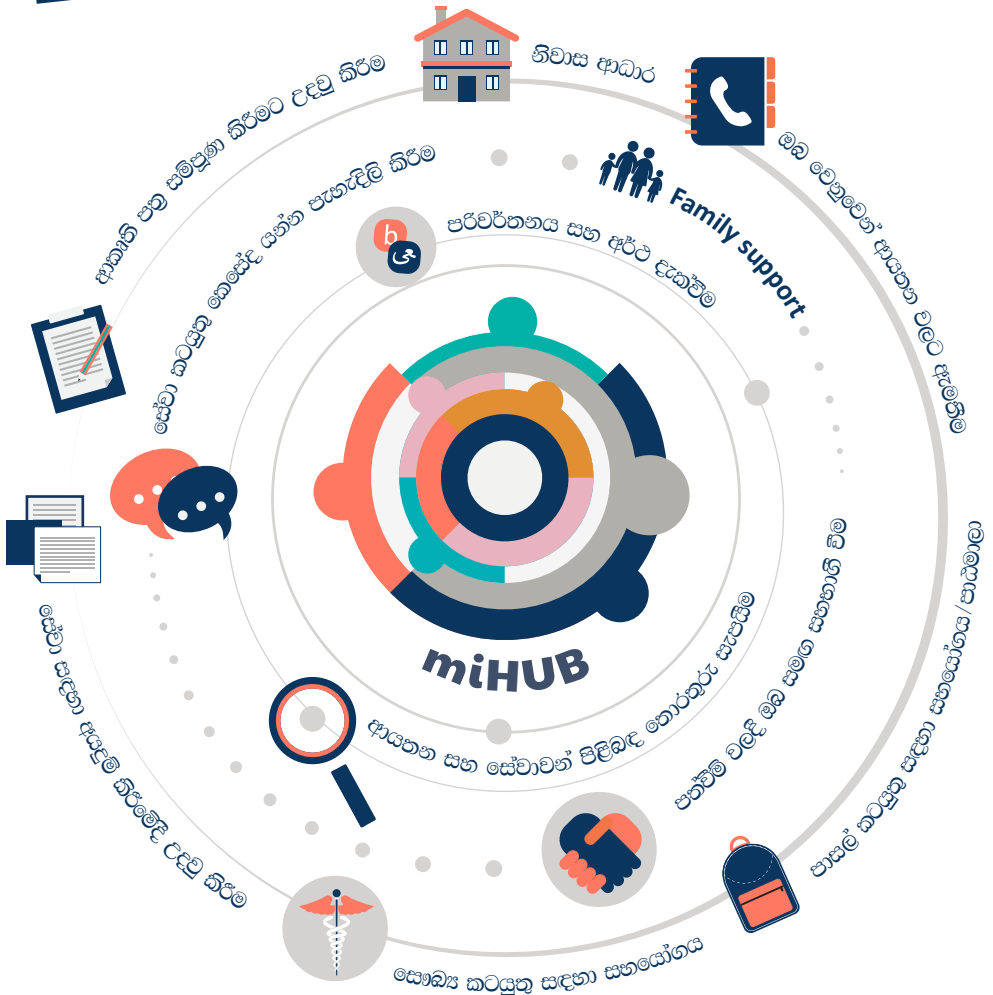 නිවාස ආධාර
ඔබ වෙනුවෙන් ආයතන වලට ඇමතීම
පාසල් කටයුතු සඳහා සහයෝගය/පාඨමාලා
සෞඛ්‍ය කටයුතු සඳහා සහයෝගය
සේවා සඳහා අයදුම් කිරීමේදී උදවු කිරීම
ආකෘති පත්‍ර සම්පූණ කිරීමට උදවු කිරීම
සේවා කටයුතු කෙසේද යන්න පැහැදිලි කිරීම
Family support
පත්වීම් වලදී ඔබ සමග සහභාගී වීම
b
පරිවර්තනය සහ අර්ථ දැක්වීම
ආයතන සහ සේවාවන් පිළිබඳ තොරතුරු සැපයීම
miHUB